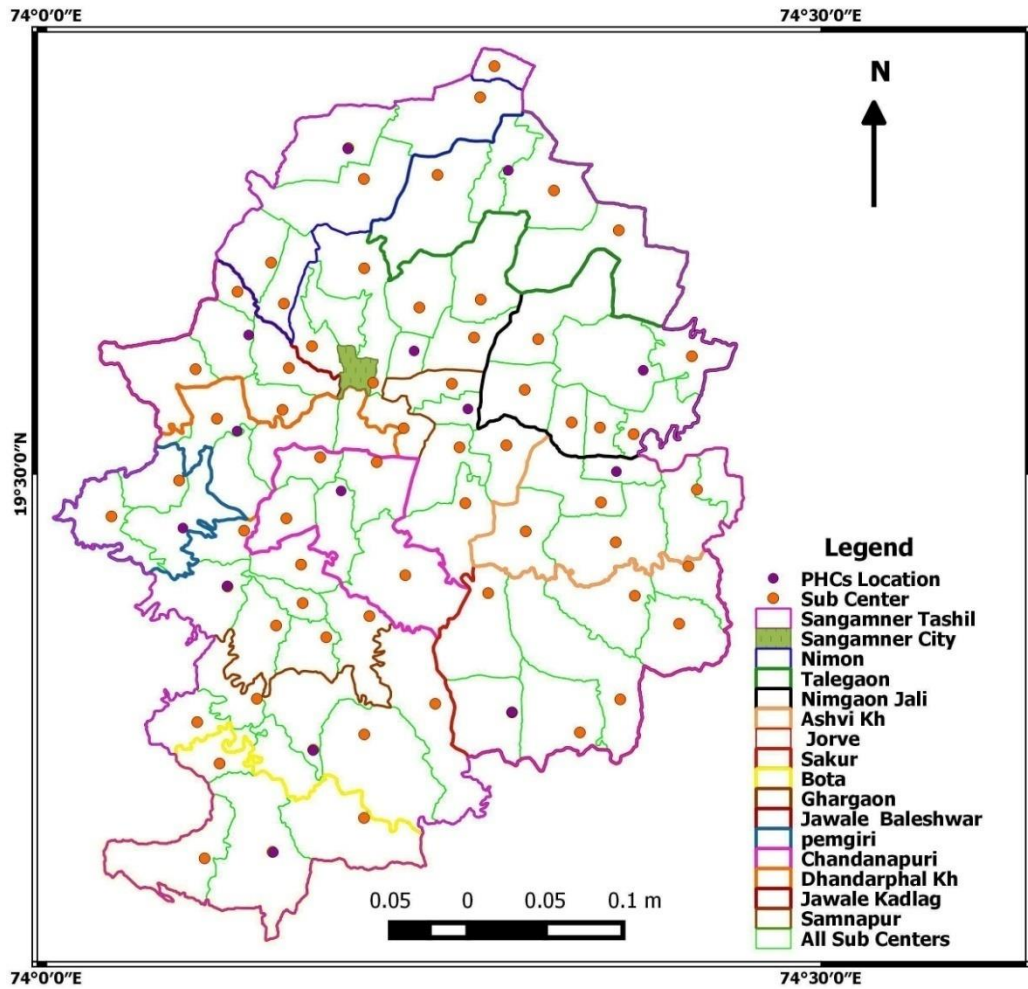 74°0'0"E
74°30'0"E
N
19°30'0"N
Legend
PHCs Location
Sub Center
Sangamner Tashil
Sangamner City
Nimon
Talegaon
Nimgaon Jali
Ashvi Kh
Jorve
Sakur
Bota
Ghargaon
Jawale Baleshwar
pemgiri
Chandanapuri
Dhandarphal Kh
Jawale Kadlag
Samnapur
All Sub Centers
0.05 0 0.05 0.1 m
74°0'0"E
74°30'0"E